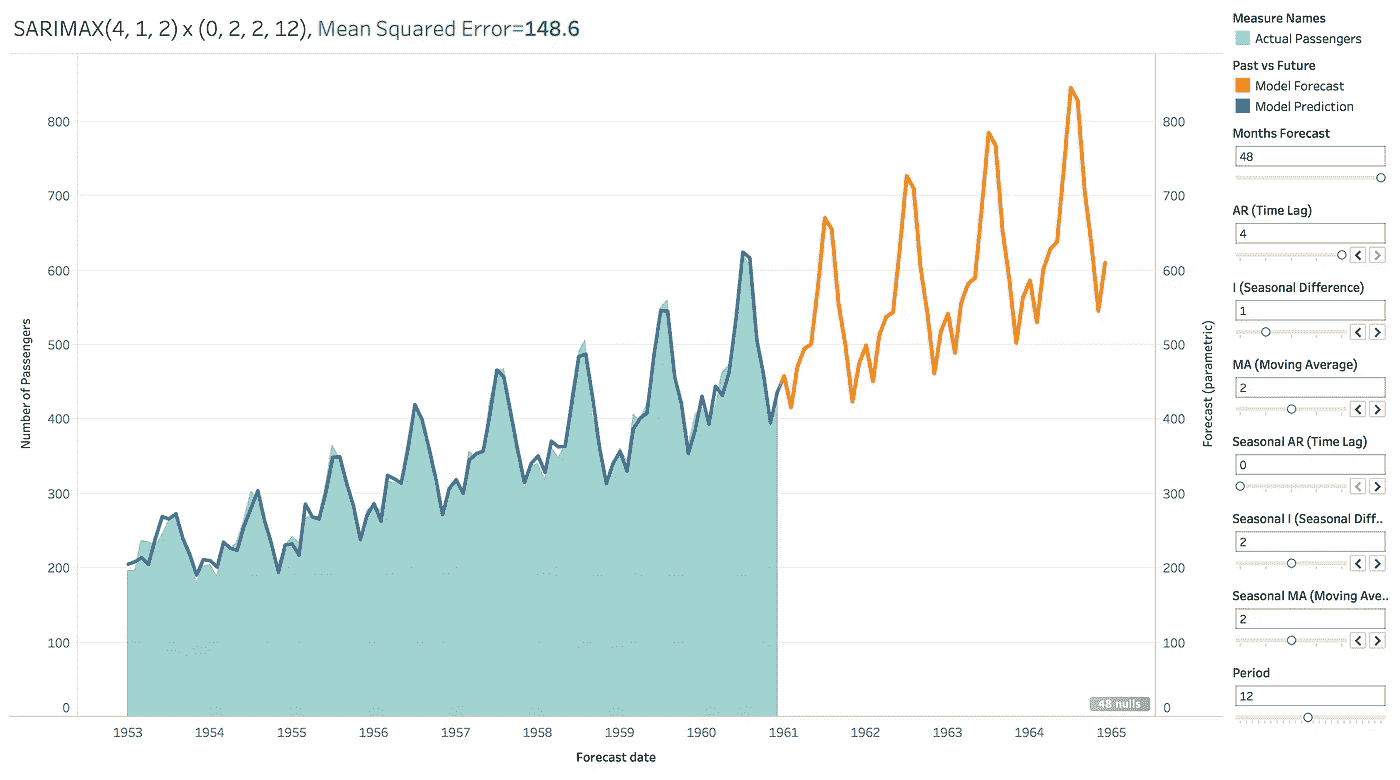 SARIMAX(4, 1, 2) x (0, 2, 2, 12), Mean Squared Error=148.6
Number of Passengers
800
700
600
500
400
300
200
100
0
1953
1954
1955
1956
1957
1958
1959
1960
1961
1962
1963
1964
1965
Forecast date
48 nulls
800
700
600
500
400
300
200
100
0
Forecast (parametric)
Measure Names
Actual Passengers
Past vs Future
Model Forecast
Model Prediction
Months Forecast
48
AR (Time Lag)
4
I (Seasonal Difference)
1
MA (Moving Average)
2
Seasonal AR (Time Lag)
0
Seasonal I (Seasonal Diff..
2
Seasonal MA (Moving Ave..
2
Period
12